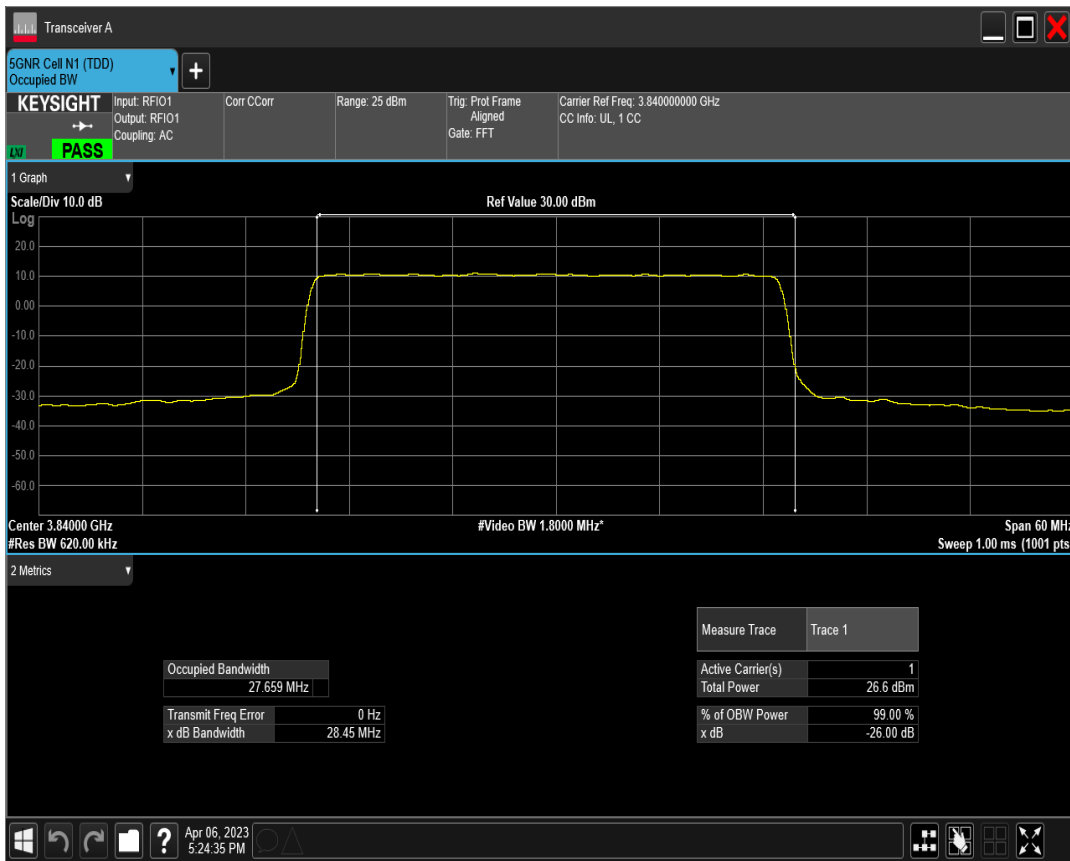 Transceiver A
5GNR Cell N1 (TDD)
Occupied BW
+
KEYSIGHT
LXI
PASS
Input: RFIO1
Output: RFIO1
Coupling: AC
Corr CCorr
Range: 25 dBm
Trig: Prot Frame
Aligned
Gate: FFT
Carrier Ref Freq: 3.840000000 GHz
CC Info: UL, 1 CC
1 Graph
Scale/Div 10.0 dB
Ref Value 30.00 dBm
Log
20.0
10.0
0.00
-10.0
-20.0
-30.0
-40.0
-50.0
-60.0
Center 3.84000 GHz
#Video BW 1.8000 MHz*
Span 60 MHz
#Res BW 620.00 kHz
Sweep 1.00 ms (1001 pts
2 Metrics
Measure Trace Trace 1
Occupied Bandwidth
27.659 MHz
Active Carrier(s) 1
Total Power 26.6 dBm
Transmit Freq Error 0 Hz
x dB Bandwidth 28.45 MHz
% of OBW Power 99.00 %
x dB -26.00 dB
?
Apr 06, 2023
5:24:35 PM